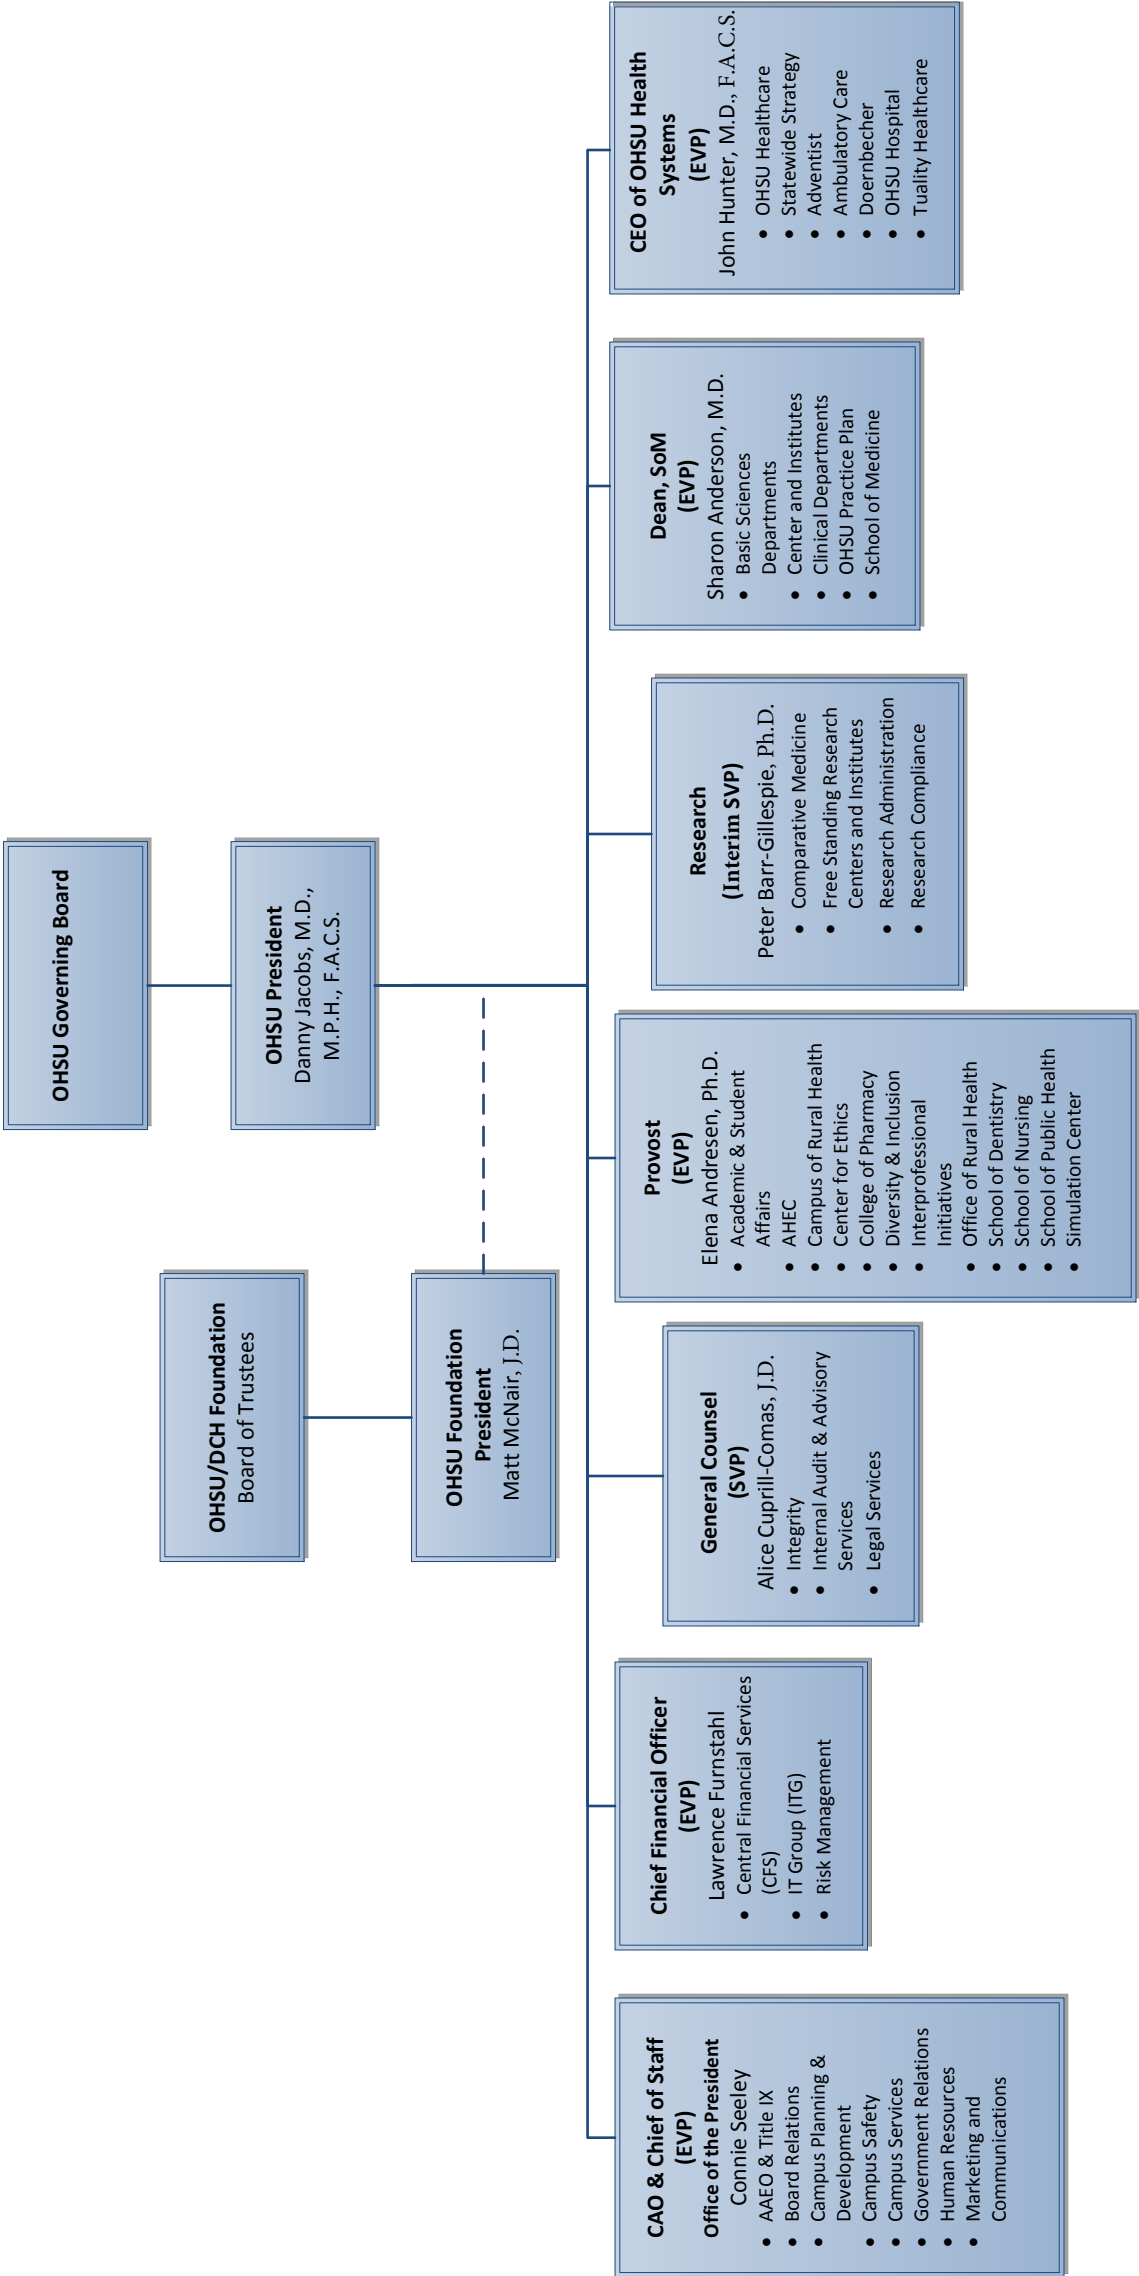 OHSU Governing Board
OHSU President
Danny Jacobs, M.D.,
M.P.H., F.A.C.S.
OHSU/DCH Foundation
Board of Trustees
OHSU Foundation
President
Matt McNair, J.D.
CAO & Chief of Staff
(EVP)
Office of the President
Connie Seeley
• AAEO & Title IX
• Board Relations
• Campus Planning &
Development
• Campus Safety
• Campus Services
• Government Relations
• Human Resources
• Marketing and
Communications
Chief Financial Officer
(EVP)
Lawrence Furnstahl
• Central Financial Services
(CFS)
• IT Group (ITG)
• Risk Management
General Counsel
(SVP)
Alice Cuprill-Comas, J.D.
• Integrity
• Internal Audit & Advisory
Services
• Legal Services
Provost
(EVP)
Elena Andresen, Ph.D.
• Academic & Student
Affairs
• AHEC
• Campus of Rural Health
• Center for Ethics
• College of Pharmacy
• Diversity & Inclusion
• Interprofessional
Initiatives
• Office of Rural Health
• School of Dentistry
• School of Nursing
• School of Public Health
• Simulation Center
Research
(Interim SVP)
Peter Barr-Gillespie, Ph.D.
• Comparative Medicine
• Free Standing Research
Centers and Institutes
• Research Administration
• Research Compliance
Dean, SoM
(EVP)
Sharon Anderson, M.D.
• Basic Sciences
Departments
• Center and Institutes
• Clinical Departments
• OHSU Practice Plan
• School of Medicine
CEO of OHSU Health
Systems
(EVP)
John Hunter, M.D., F.A.C.S.
• OHSU Healthcare
• Statewide Strategy
• Adventist
• Ambulatory Care
• Doernbecher
• OHSU Hospital
• Tuality Healthcare